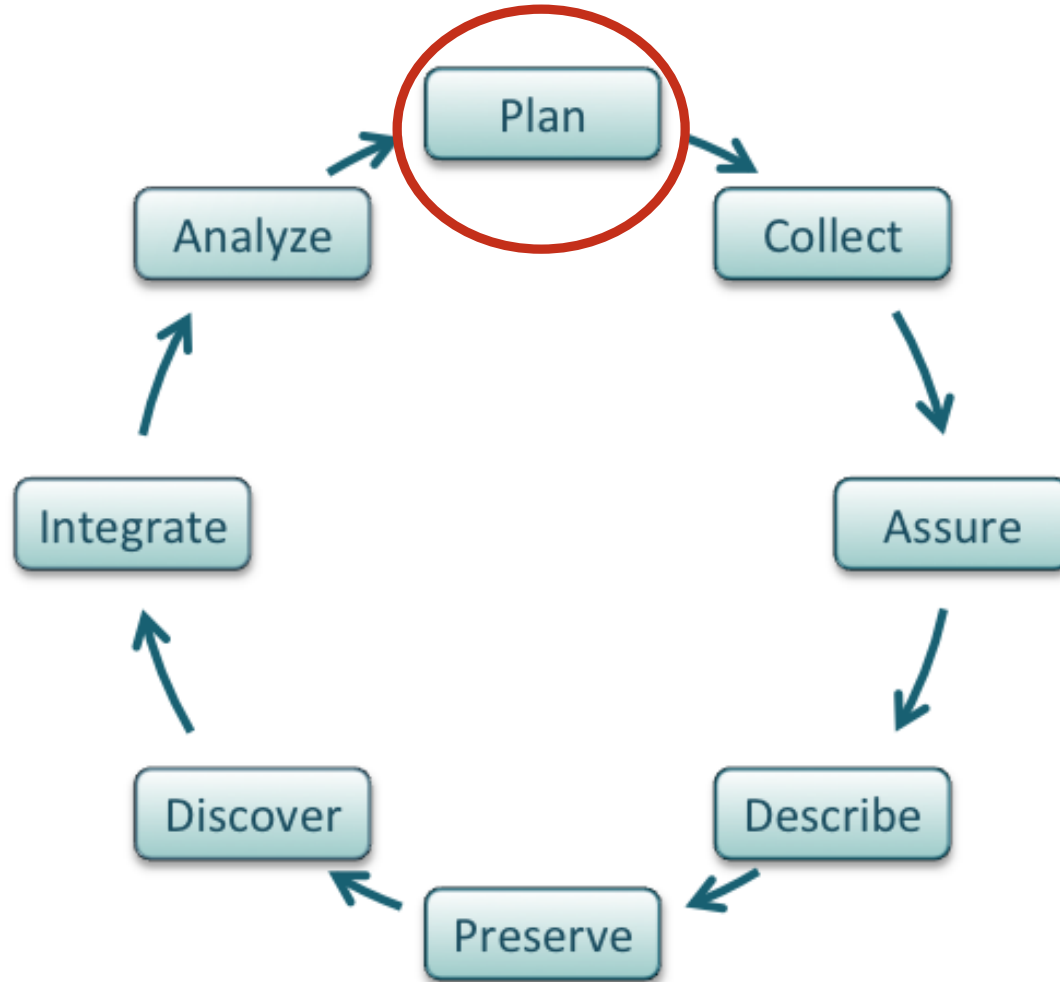 Plan
Collect
Assure
Describe
Preserve
Discover
Integrate
Analyze